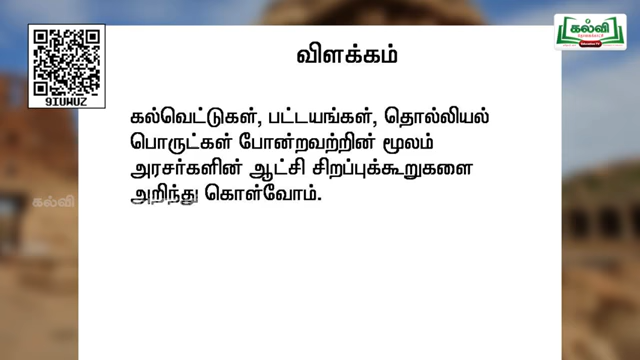 விளக்கம்
கல்வி
9IUWUZ
கல்வெட்டுகள், பட்டயங்கள், தொல்லியல்
பொருட்கள் போன்றவற்றின் மூலம்
அரசர்களின் ஆட்சி சிறப்புக்கூறுகளை
அறிந்து கொள்வோம்.
கல்வி